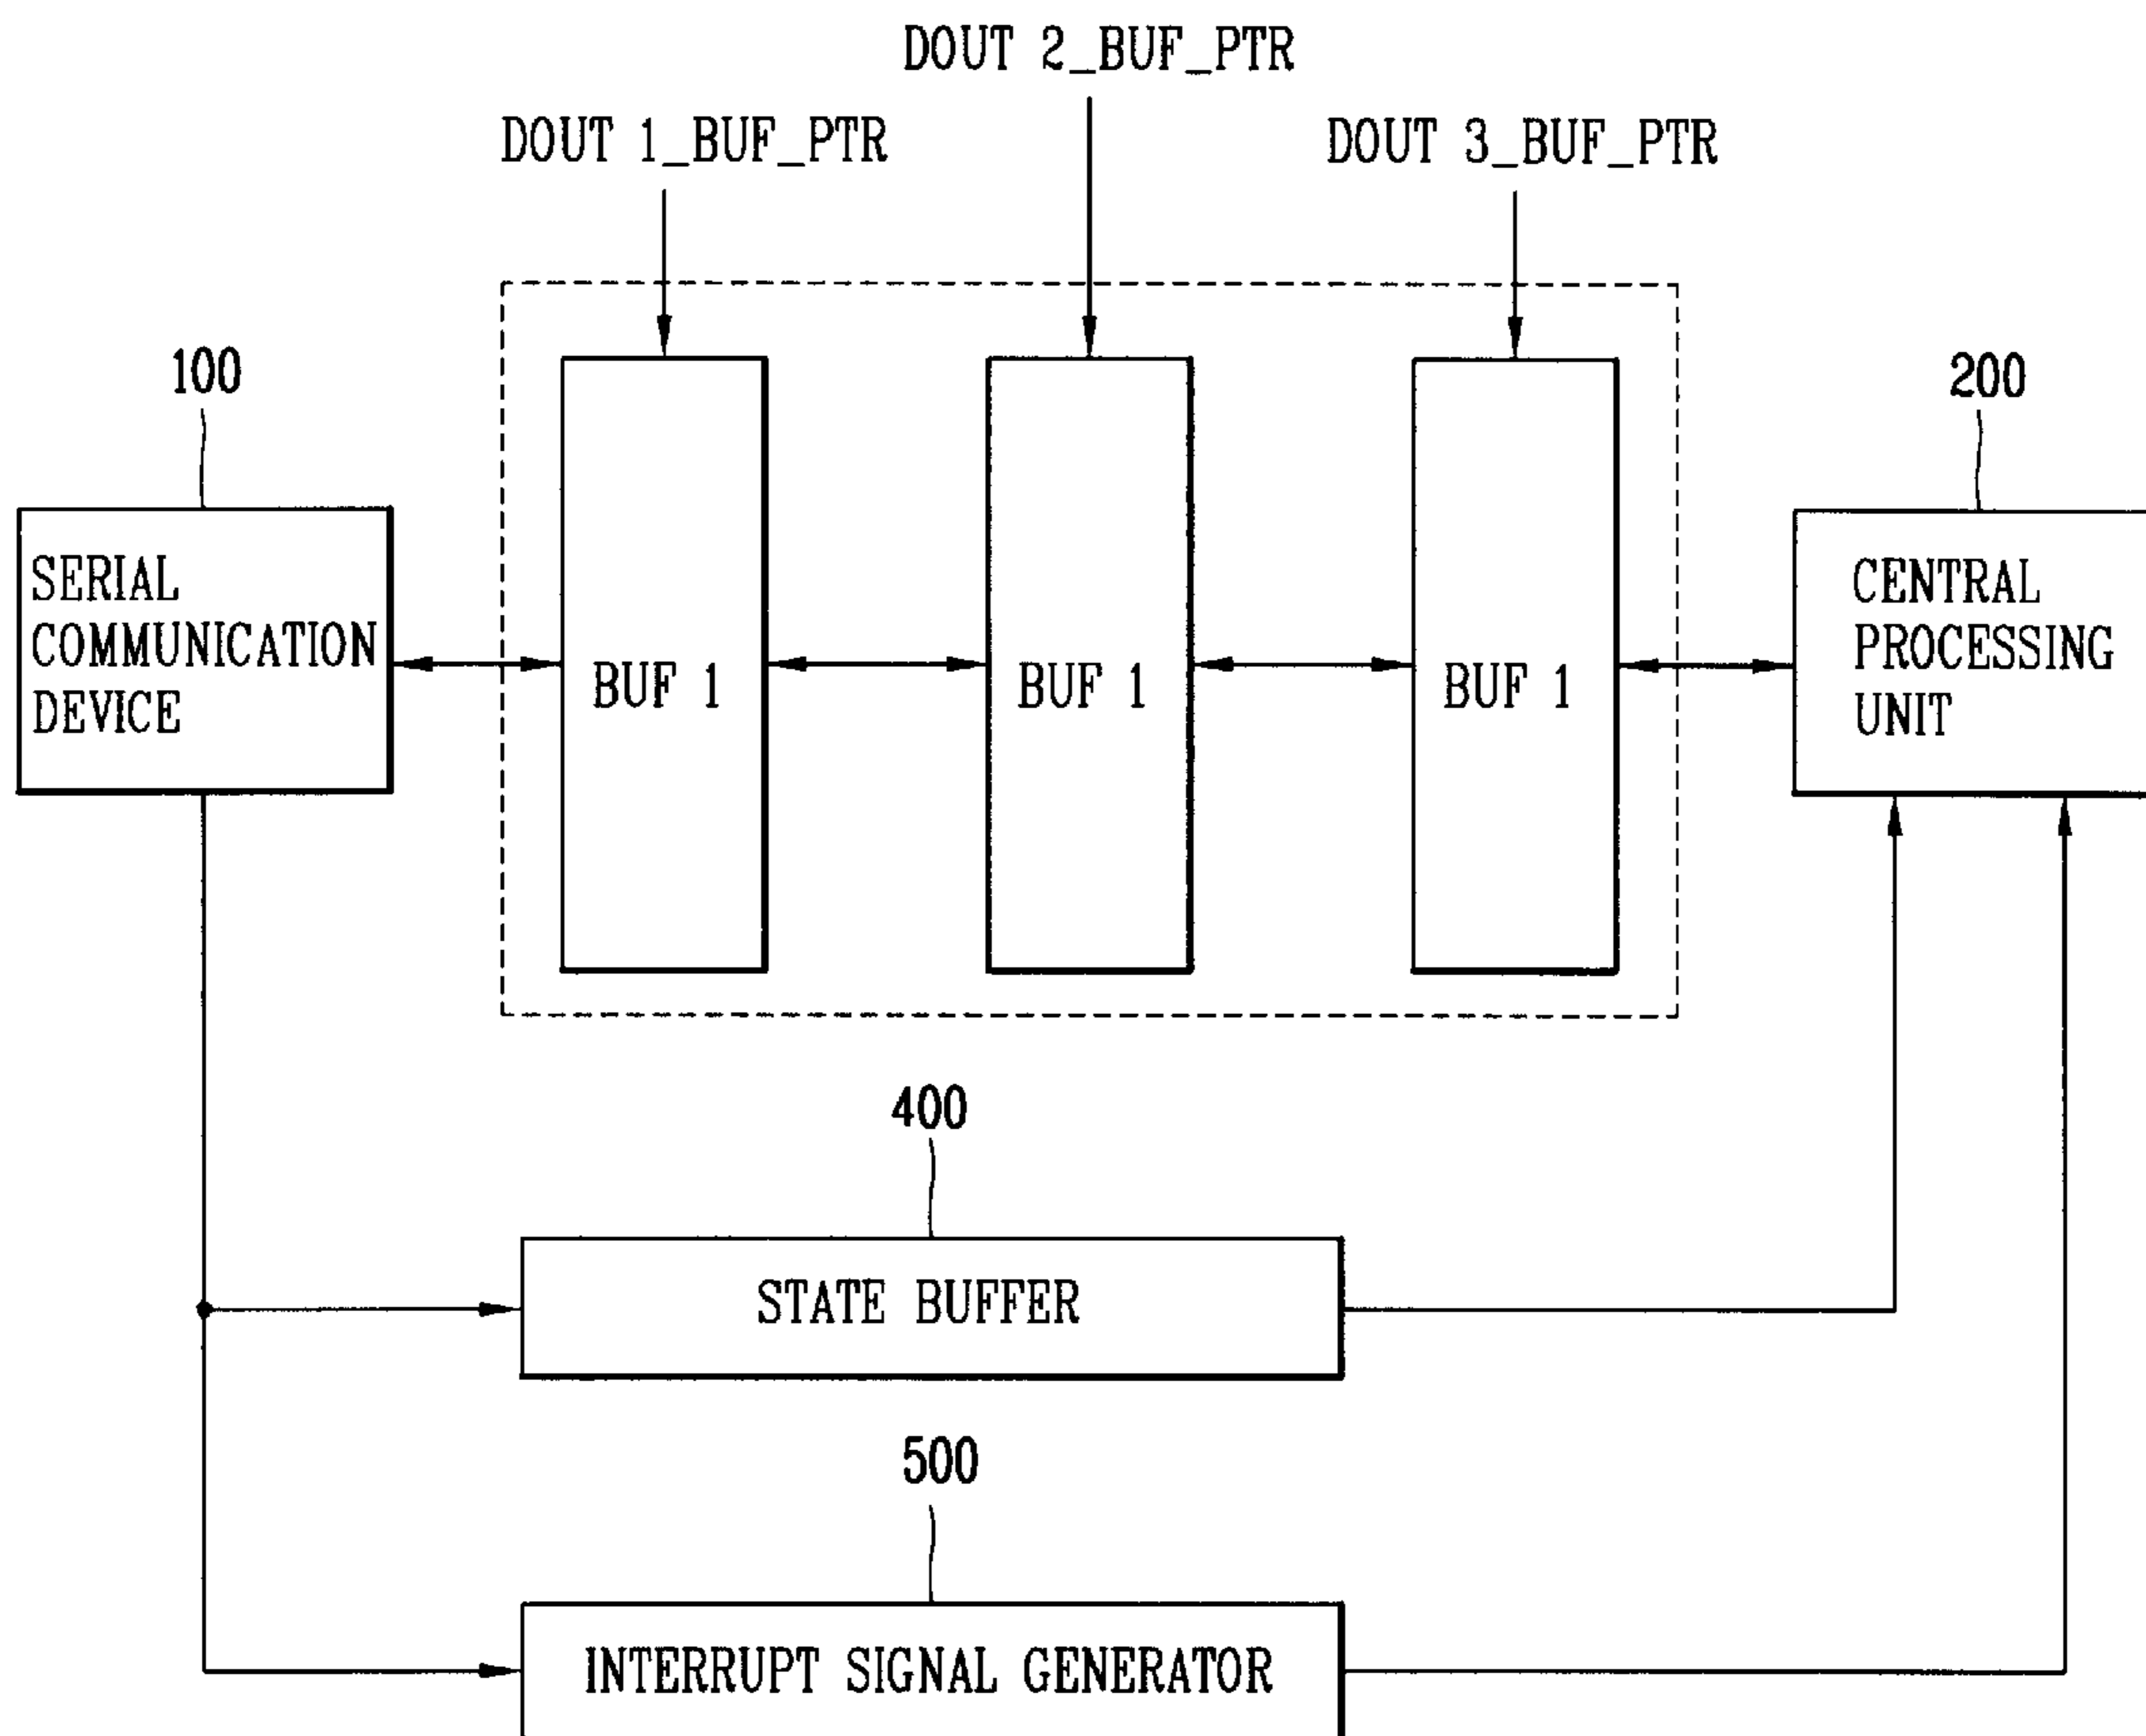 DOUT 2_BUF_PTR
DOUT 1_BUF_PTR
DOUT 3_BUF_PTR
100
200
SERIAL
COMMUNICATION
DEVICE
BUF 1
BUF 1
BUF 1
CENTRAL
PROCESSING
UNIT
400
STATE BUFFER
500
INTERRUPT SIGNAL GENERATOR